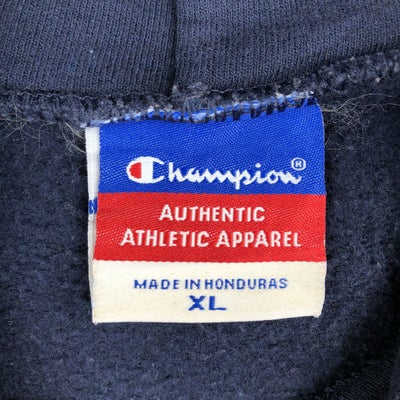 Champion®
AUTHENTIC
ATHLETIC APPAREL
MADE IN HONDURAS
XL